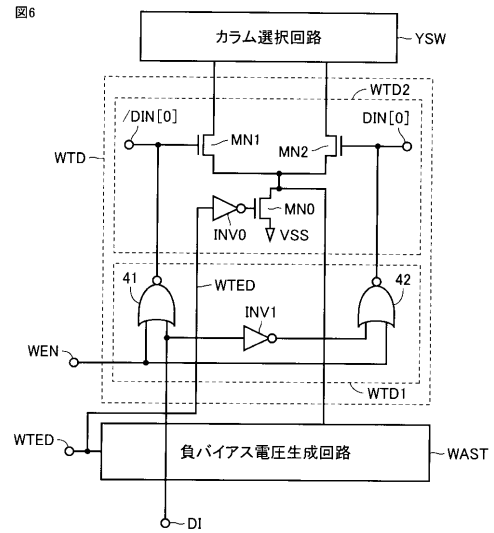 図6
カラム選択回路
YSW
WTD2
/DIN[0]
DIN[0]
WTD
MN1
MN2
MN0
INV0
VSS
41
WTED
42
INV1
WEN
WTD1
WTED
負バイアス電圧生成回路
WAST
DI